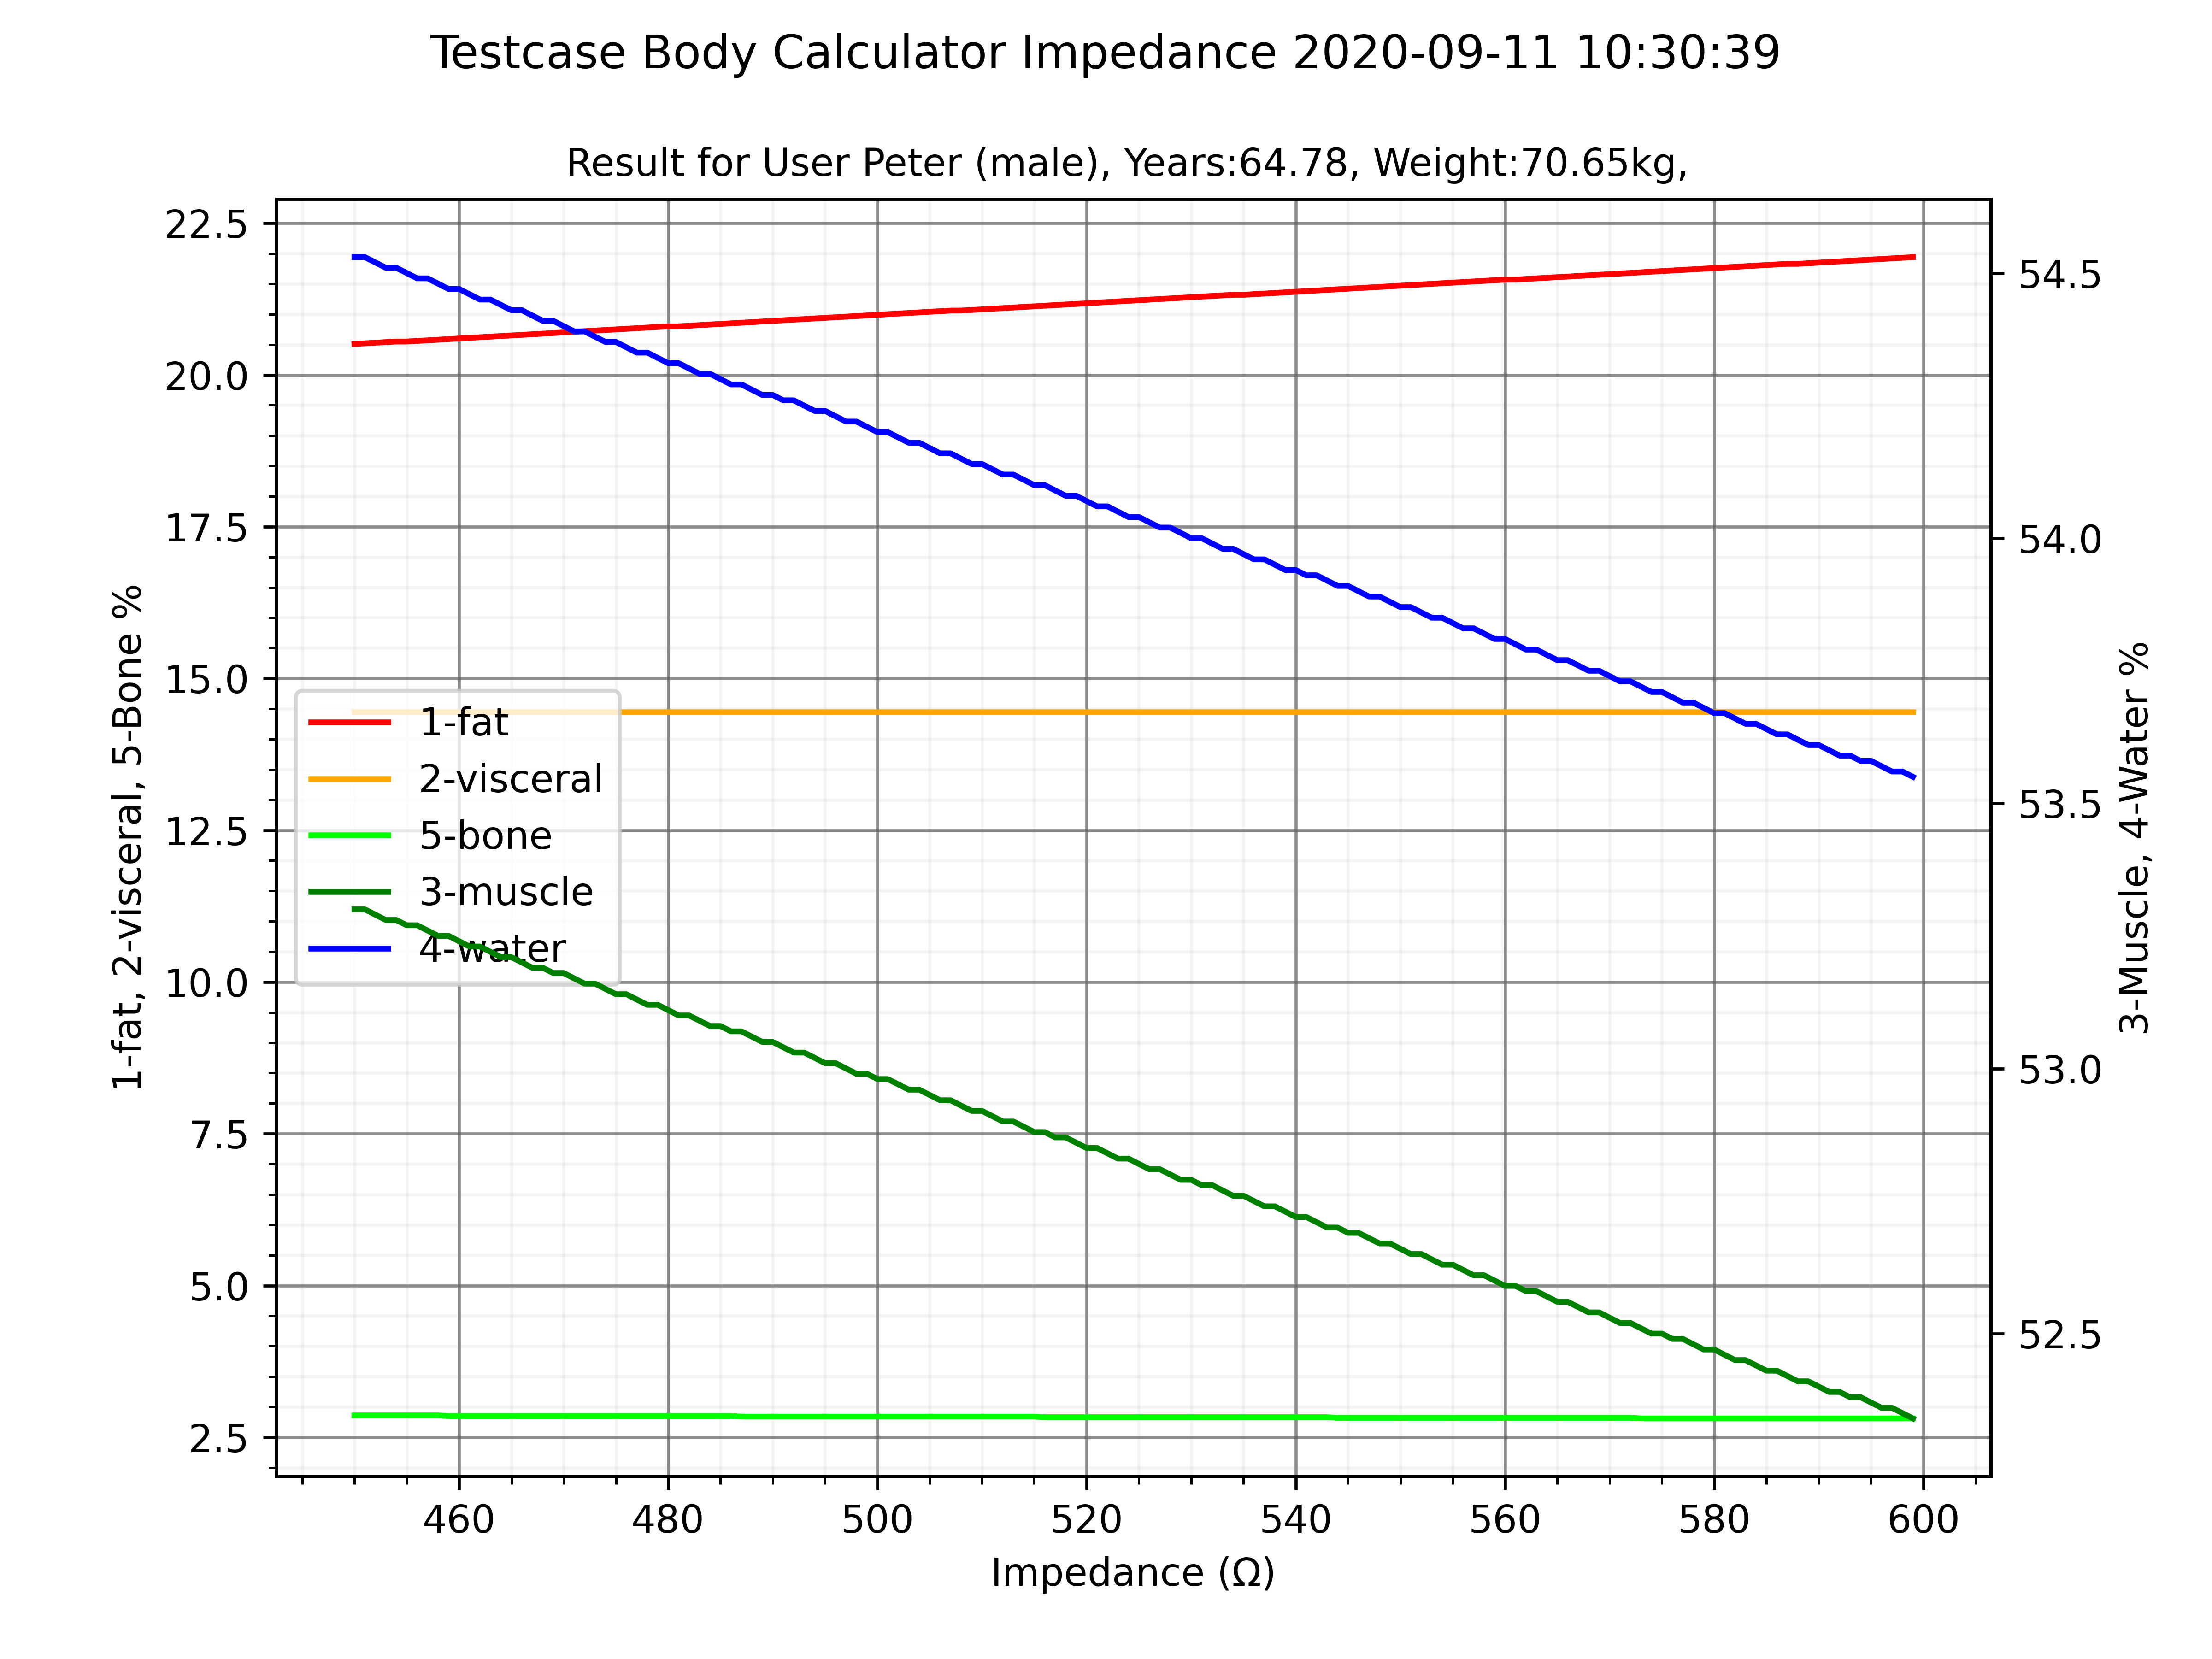 Testcase Body Calculator Impedance 2020-09-11 10:30:39
Result for User Peter (male), Years:64.78, Weight:70.65kg,
1-fat, 2-visceral, 5-Bone %
22.5
20.0
17.5
15.0
12.5
10.0
7.5
5.0
2.5
1-fat
2-visceral
5-bone
3-muscle
4-water
54.5
54.0
53.5
53.0
52.5
3-Muscle, 4-Water %
460 480 500 520 540 560 580 600
Impedance (Ω)